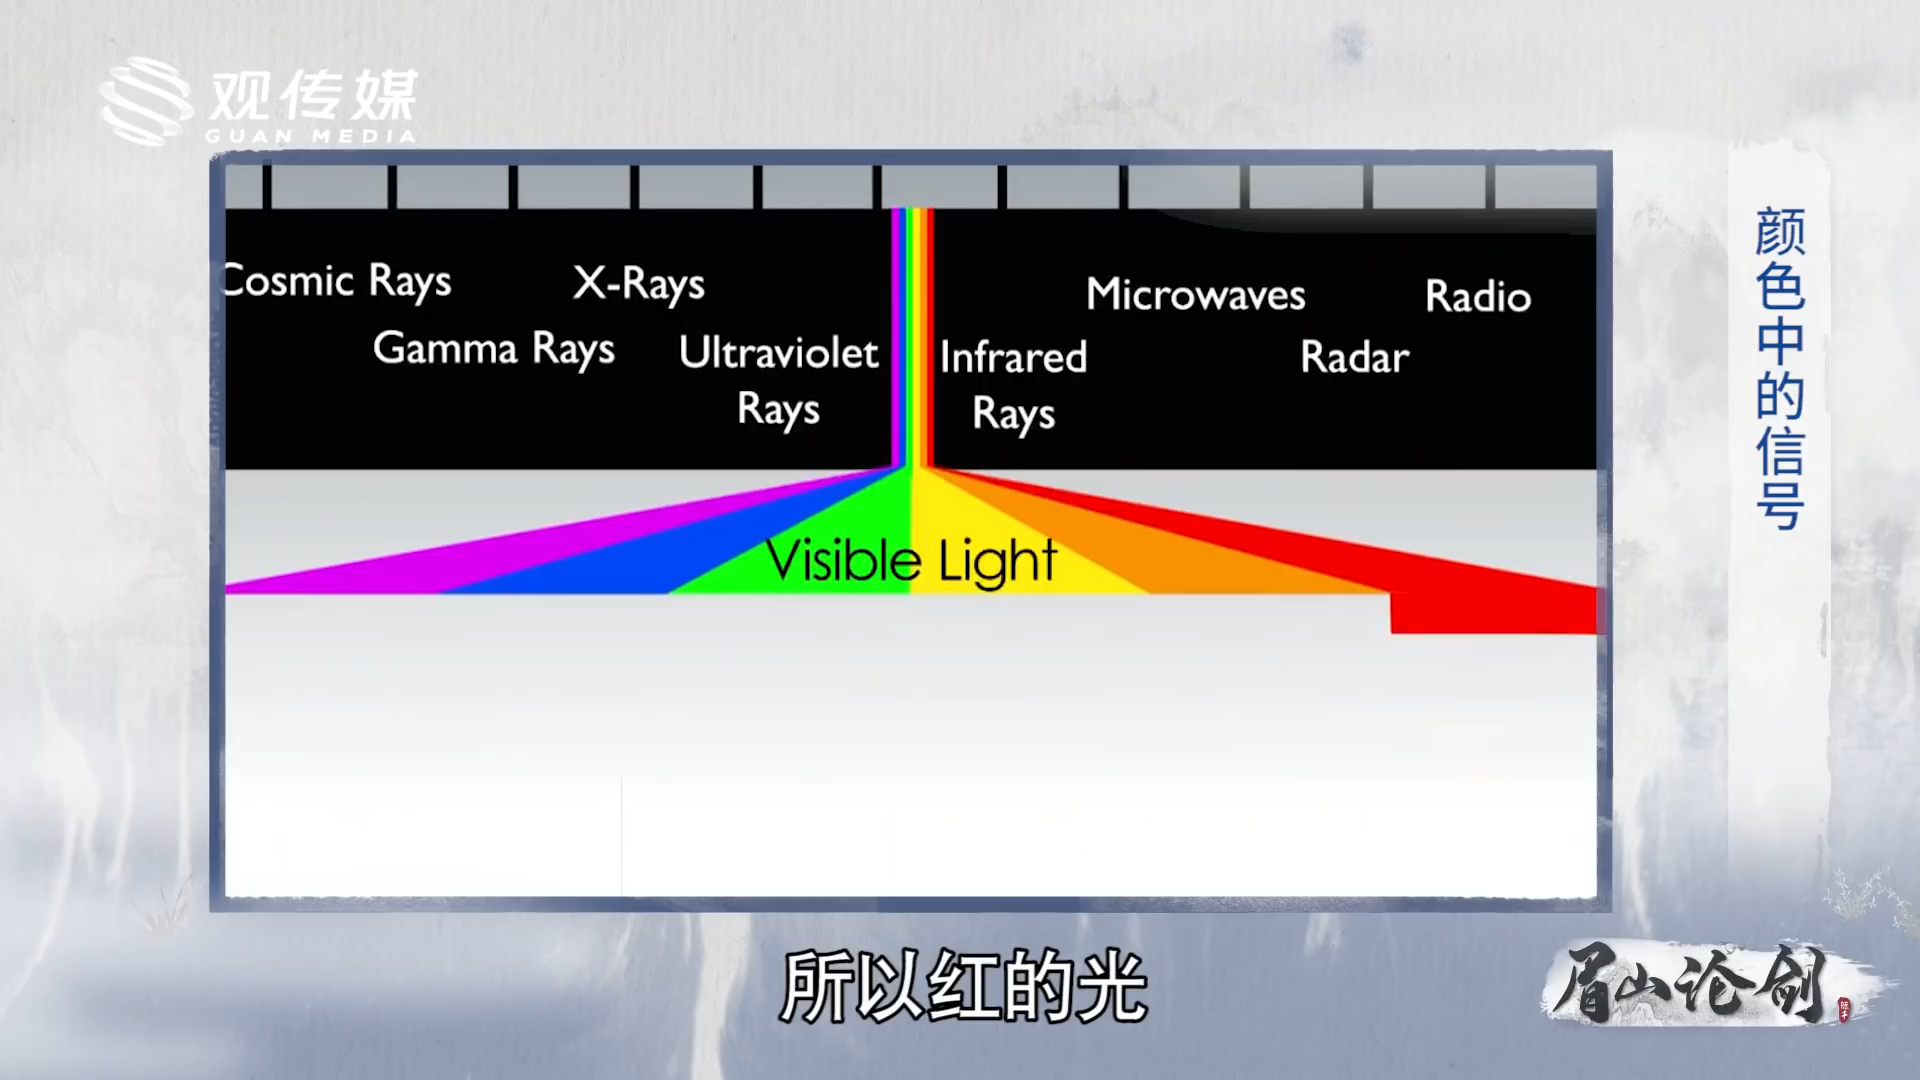 观传媒
GUAN MEDIA
Cosmic Rays
X-Rays
Microwaves
Radio
Gamma Rays
Ultraviolet
Rays
Infrared
Rays
Radar
Visible Light
颜色中的信号
所以红的光
眉山论剑